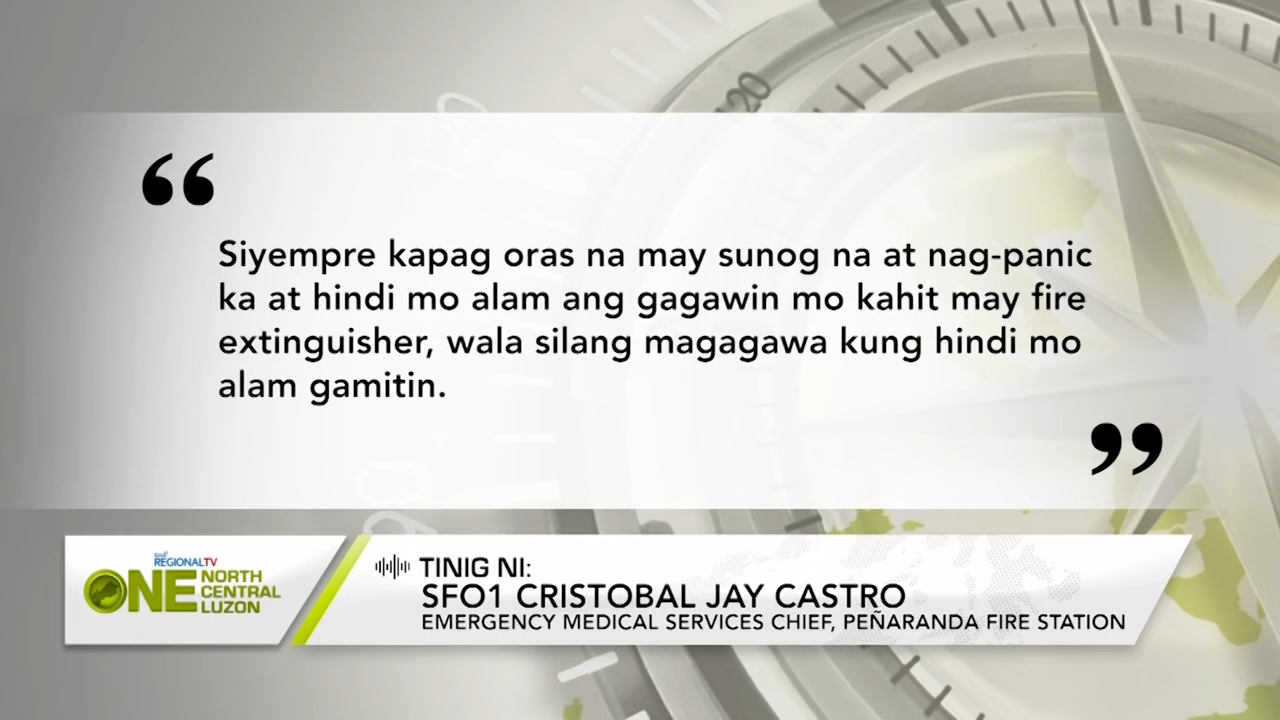 120
“
Siyempre kapag oras na may sunog na at nag-panic
ka at hindi mo alam ang gagawin mo kahit may fire
extinguisher, wala silang magagawa kung hindi mo
alam gamitin.
”
GMA
REGIONALTV
ONE NORTH
CENTRAL
LUZON
TINIG NI:
SFO1 CRISTOBAL JAY CASTRO
EMERGENCY MEDICAL SERVICES CHIEF, PEÑARANDA FIRE STATION